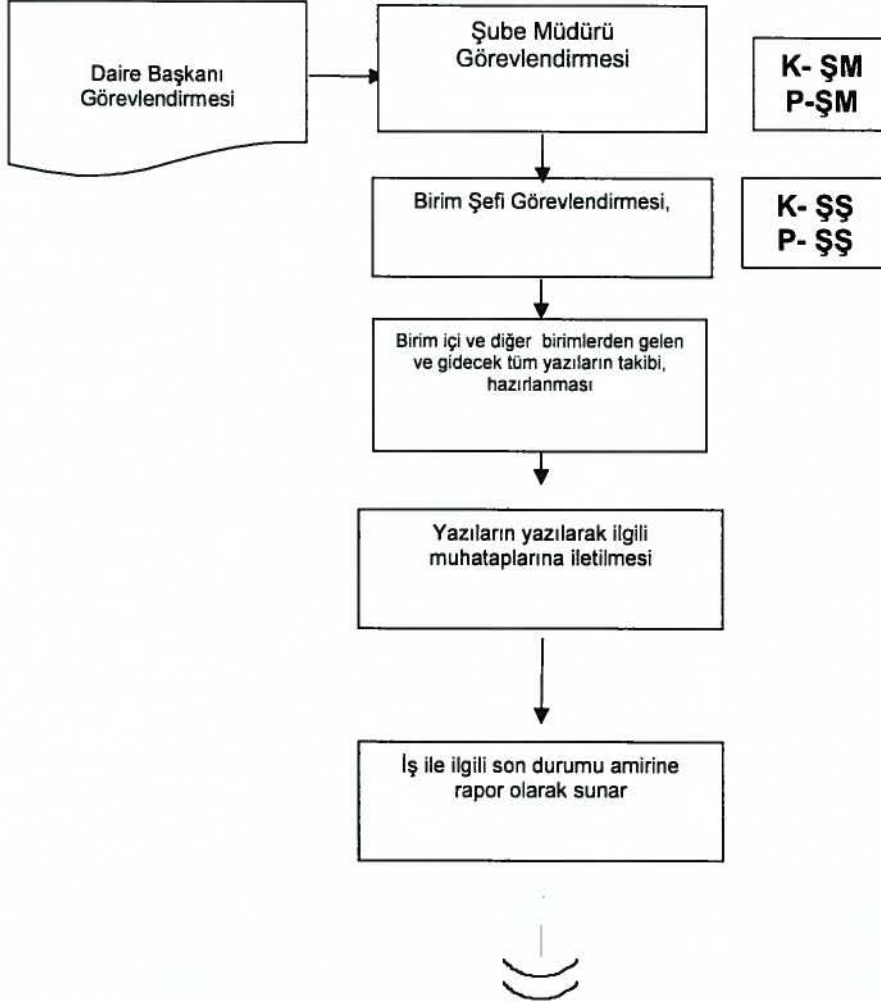 Daire Başkanı
Görevlendirmesi
Şube Müdürü
Görevlendirmesi
K- ŞM
P-ŞM
Birim Şefi Görevlendirmesi,
K- ŞŞ
P- ŞŞ
Birim içi ve diğer birimlerden gelen
ve gidecek tüm yazıların takibi,
hazırlanması
Yazıların yazılarak ilgili
muhataplarına iletilmesi
İş ile ilgili son durumu amirine
rapor olarak sunar